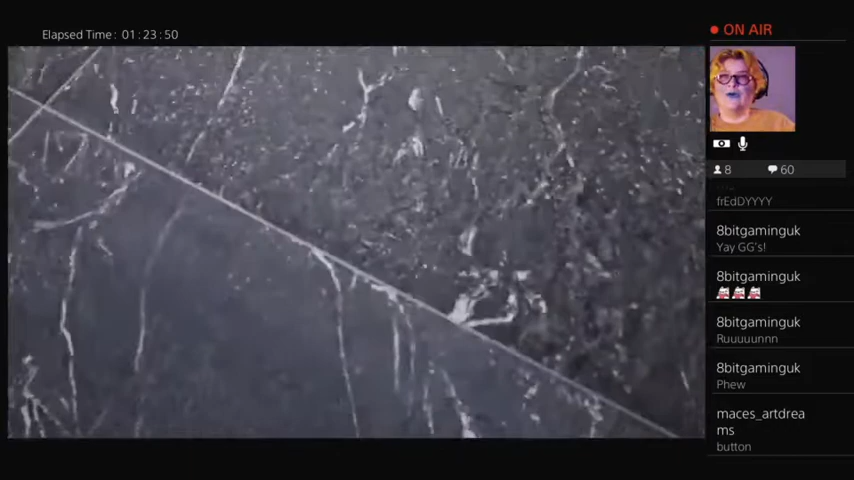 Elapsed Time: 01:23:50
ON AIR
8
60
frEdDYYYY
8bitgaminguk
Yay GG's!
8bitgaminguk
8bitgaminguk
Ruuuuunnn
8bitgaminguk
Phew
maces_artdrea
ms
button